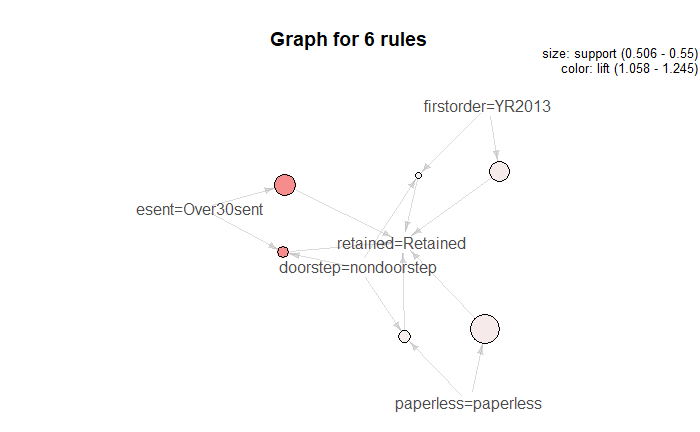 Graph for 6 rules
size: support (0.506 - 0.55)
color: lift (1.058 - 1.245)
firstorder=YR2013
esent=Over30sent
retained=Retained
doorstep=nondoorstep
paperless=paperless